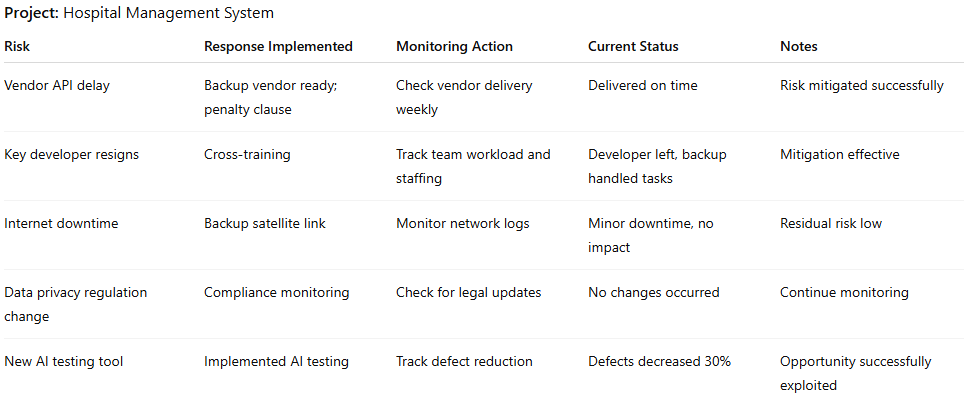 Project: Hospital Management System
Risk Response Implemented Monitoring Action Current Status Notes
Vendor API delay Backup vendor ready; Check vendor delivery Delivered on time Risk mitigated successfully
penalty clause weekly
Key developer resigns Cross-training Track team workload and Developer left, backup Mitigation effective
staffing handled tasks
Internet downtime Backup satellite link Monitor network logs Minor downtime, no Residual risk low
impact
Data privacy regulation Compliance monitoring Check for legal updates No changes occurred Continue monitoring
change
New AI testing tool Implemented AI testing Track defect reduction Defects decreased 30% Opportunity successfully
exploited